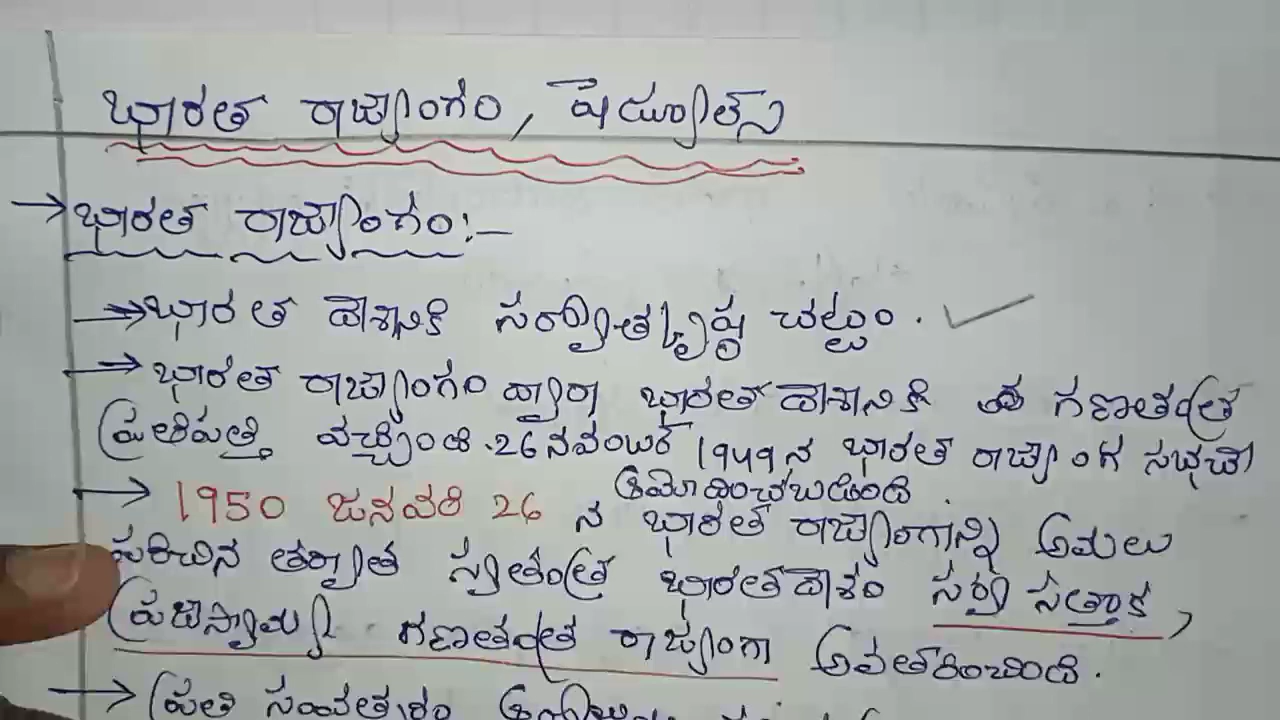 భారత రాజ్యాంగం, షెడ్యూల్స్
→ భారత రాజ్యాంగం:-
→ భారత దేశానికి సర్వోత్కృష్ట చట్టం. ✓
→ భారత రాజ్యాంగం ద్వారా భారతదేశానికి గణతంత్ర
ప్రతిపత్తి వచ్చింది. 26 నవంబర్ 1949 న భారత రాజ్యాంగ సభచే
ఆమోదించబడింది.
→ 1950 జనవరి 26 న భారత రాజ్యాంగాన్ని అమలు
పరిచిన తర్వాత స్వతంత్ర భారతదేశం సర్వ సత్తాక,
ప్రజాస్వామ్య గణతంత్ర రాజ్యంగా అవతరించింది.
→ ప్రతి సంవత్సరం